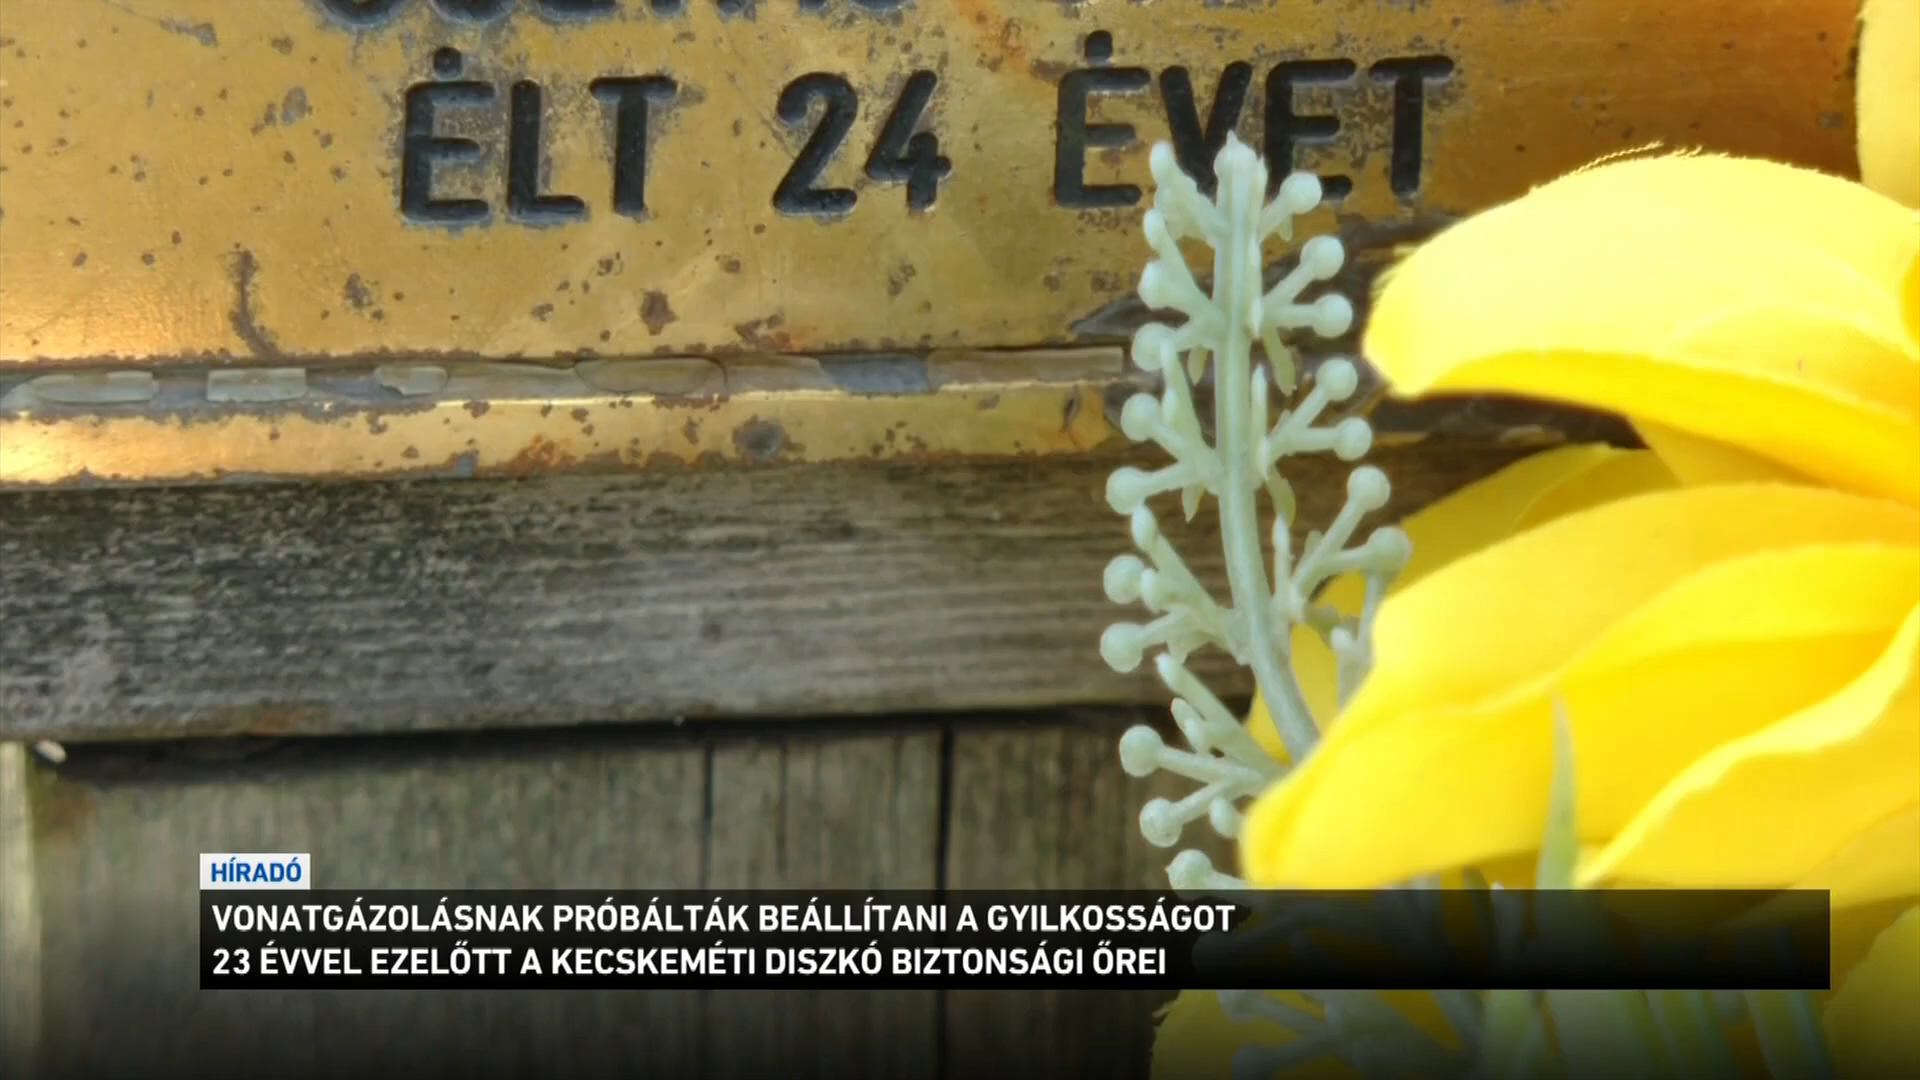 ÉLT 24 ÉVET
HÍRADÓ
VONATGÁZOLÁSNAK PRÓBÁLTÁK BEÁLLÍTANI A GYILKOSSÁGOT
23 ÉVVEL EZELŐTT A KECSKEMÉTI DISZKÓ BIZTONSÁGI ŐREI